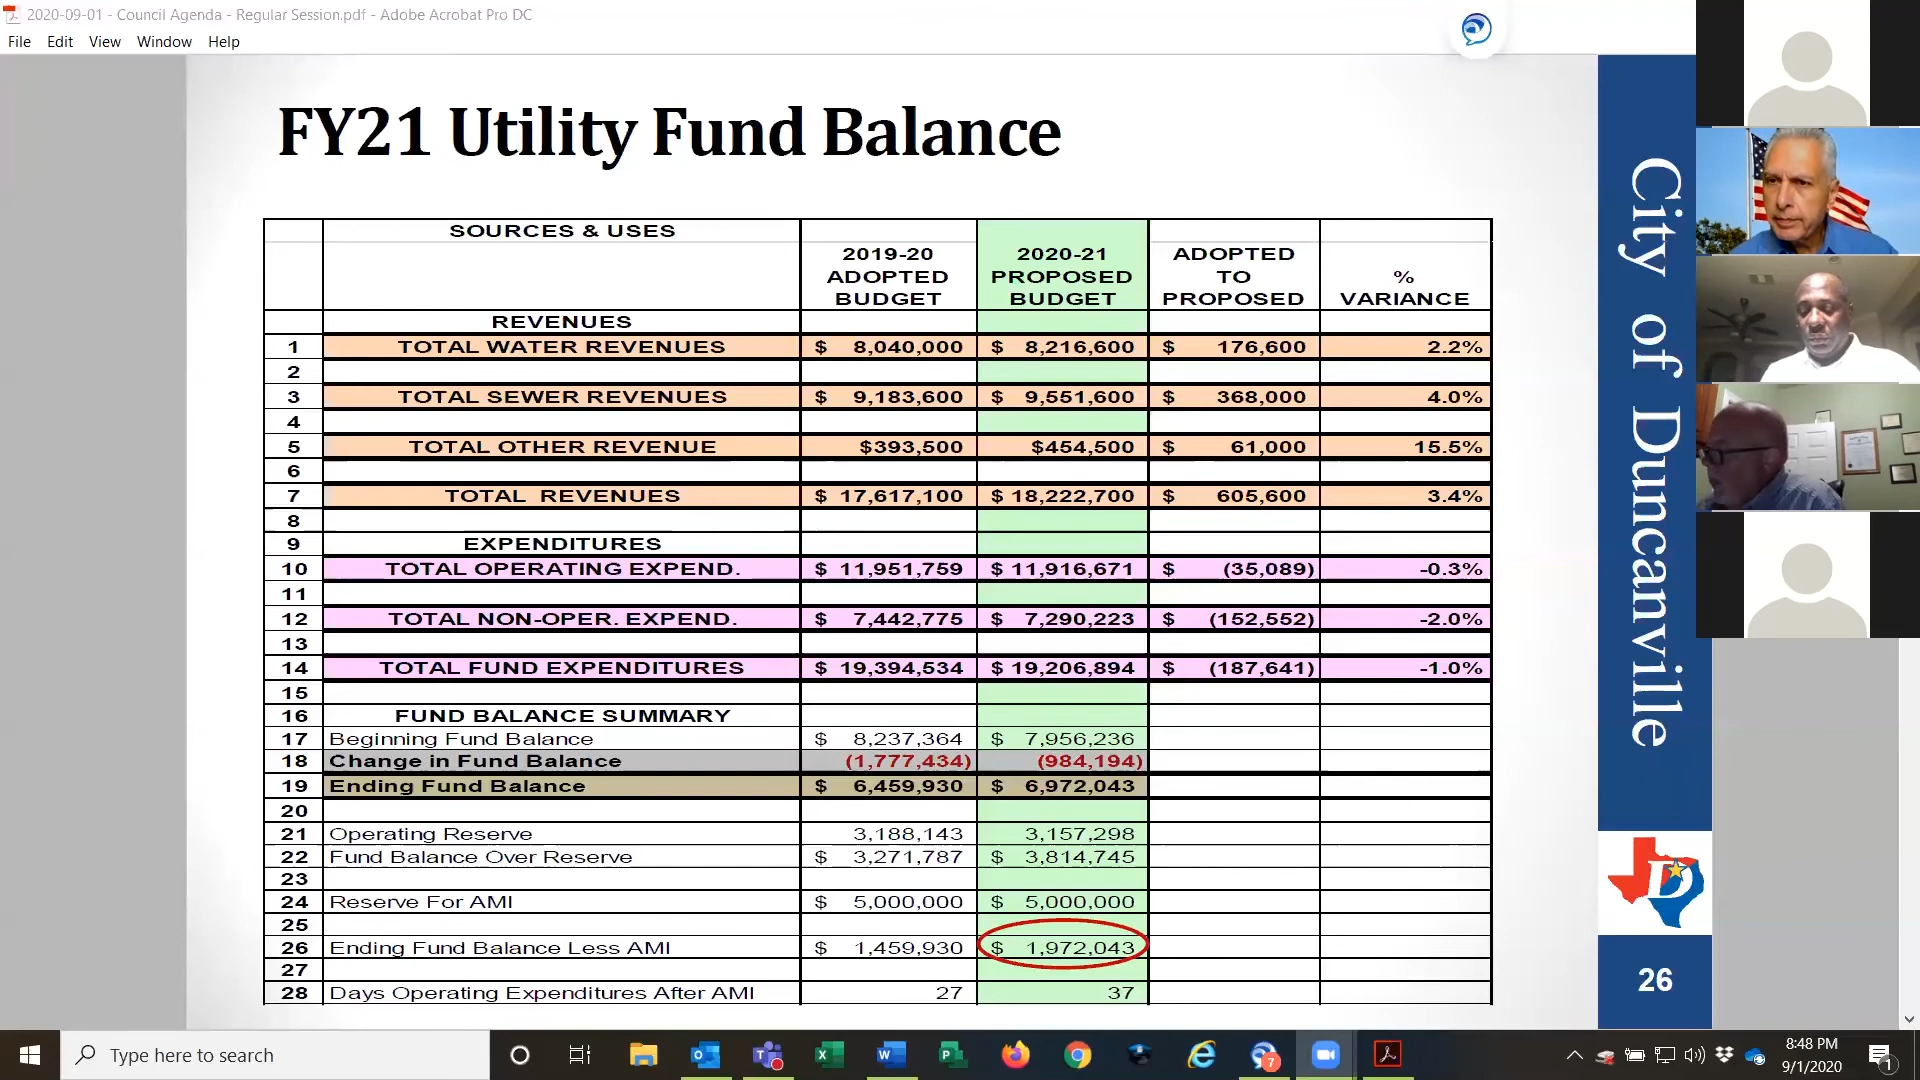 2020-09-01 - Council Agenda - Regular Session.pdf - Adobe Acrobat Pro DC
File Edit View Window Help
FY21 Utility Fund Balance
SOURCES & USES
2019-20 ADOPTED BUDGET
2020-21 PROPOSED BUDGET
ADOPTED TO PROPOSED
% VARIANCE
REVENUES
1 TOTAL WATER REVENUES $ 8,040,000 $ 8,216,600 $ 176,600 2.2%
2
3 TOTAL SEWER REVENUES $ 9,183,600 $ 9,551,600 $ 368,000 4.0%
4
5 TOTAL OTHER REVENUE $393,500 $454,500 $ 61,000 15.5%
6
7 TOTAL REVENUES $ 17,617,100 $ 18,222,700 $ 605,600 3.4%
8
9 EXPENDITURES
10 TOTAL OPERATING EXPEND. $ 11,951,759 $ 11,916,671 $ (35,089) -0.3%
11
12 TOTAL NON-OPER. EXPEND. $ 7,442,775 $ 7,290,223 $ (152,552) -2.0%
13
14 TOTAL FUND EXPENDITURES $ 19,394,534 $ 19,206,894 $ (187,641) -1.0%
15
16 FUND BALANCE SUMMARY
17 Beginning Fund Balance $ 8,237,364 $ 7,956,236
18 Change in Fund Balance (1,777,434) (984,194)
19 Ending Fund Balance $ 6,459,930 $ 6,972,043
20
21 Operating Reserve 3,188,143 3,157,298
22 Fund Balance Over Reserve $ 3,271,787 $ 3,814,745
23
24 Reserve For AMI $ 5,000,000 $ 5,000,000
25
26 Ending Fund Balance Less AMI $ 1,459,930 $ 1,972,043
27
28 Days Operating Expenditures After AMI 27 37
City of Duncanville
D
26
Type here to search
7
8:48 PM
9/1/2020
1